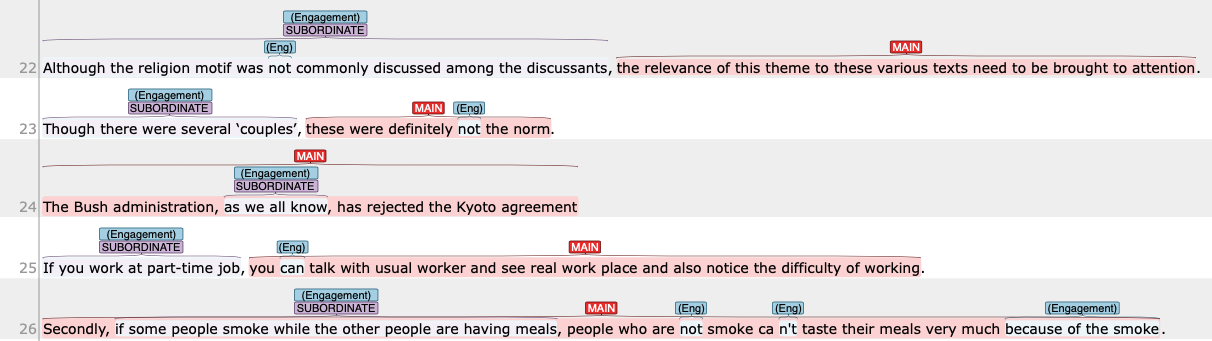 (Engagement)
SUBORDINATE
(Eng) MAIN
22 Although the religion motif was not commonly discussed among the discussants, the relevance of this theme to these various texts need to be brought to attention.
(Engagement)
SUBORDINATE MAIN (Eng)
23 Though there were several ‘couples’, these were definitely not the norm.
MAIN
(Engagement)
SUBORDINATE
24 The Bush administration, as we all know, has rejected the Kyoto agreement
(Engagement)
SUBORDINATE (Eng) MAIN
25 If you work at part-time job, you can talk with usual worker and see real work place and also notice the difficulty of working.
(Engagement)
SUBORDINATE MAIN (Eng) (Eng) (Engagement)
26 Secondly, if some people smoke while the other people are having meals, people who are not smoke ca n't taste their meals very much because of the smoke.